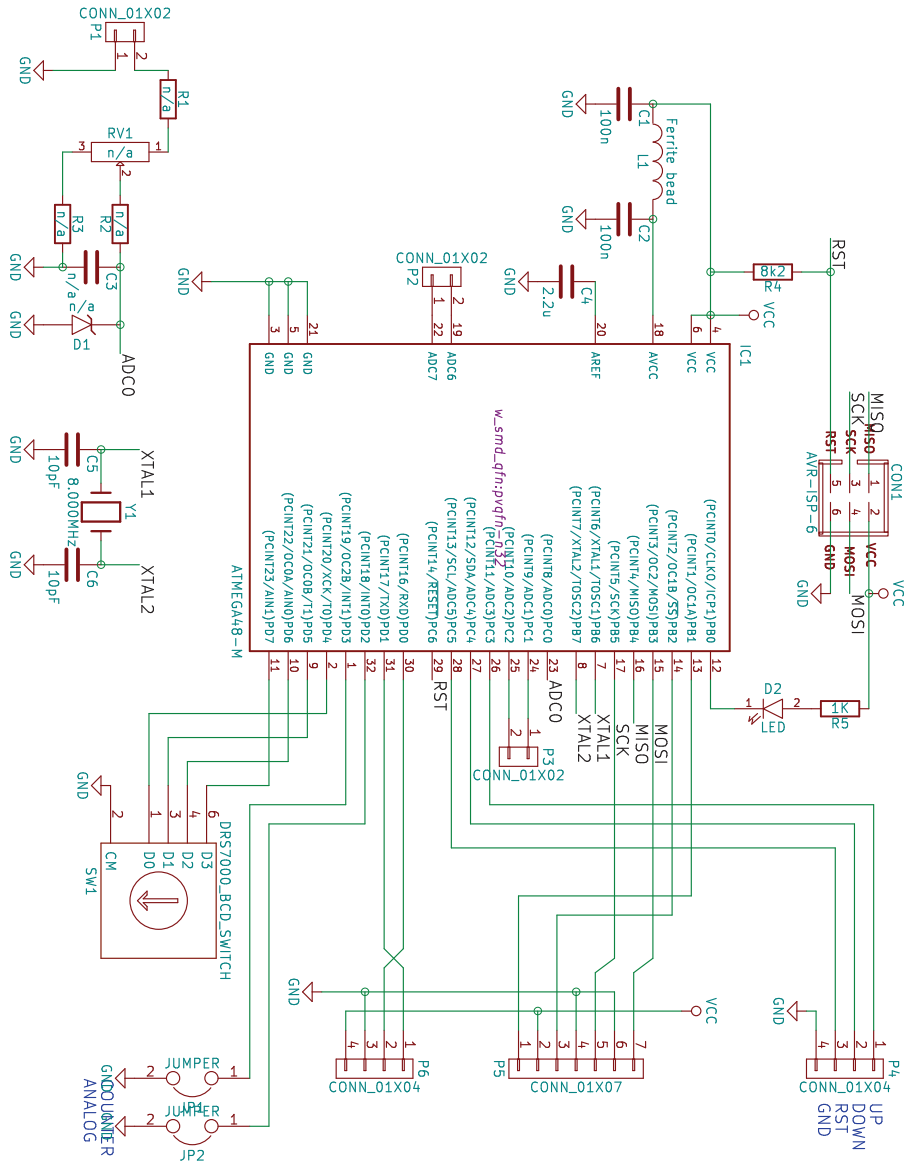 CONN_01X02
P1
1
2
GND
R1
n/a
RV1
3
n/a
1
2
R3
n/a
R2
n/a
GND
C3
n/a
GND
n/a
D1
ADC0
XTAL1
GND
C5
10pF
8.000MHz
Y1
XTAL2
GND
C6
10pF
GND
C1
100n
Ferrite bead
L1
GND
C2
100n
GND
C4
2.2u
CONN_01X02
P2
1
2
GND
RST
8k2
R4
VCC
3
5
21
22
19
20
18
6
4
GND
GND
GND
ADC7
ADC6
AREF
AVCC
VCC
VCC
IC1
w_smd_qfn:pvqfn-n32
ATMEGA48-M
(PCINT23/AIN1)PD7
(PCINT22/OC0A/AIN0)PD6
(PCINT21/OC0B/T1)PD5
(PCINT20/XCK/T0)PD4
(PCINT19/OC2B/INT1)PD3
(PCINT18/INT0)PD2
(PCINT17/TXD)PD1
(PCINT16/RXD)PD0
(PCINT14/RESET)PC6
(PCINT13/SCL/ADC5)PC5
(PCINT12/SDA/ADC4)PC4
(PCINT11/ADC3)PC3
(PCINT10/ADC2)PC2
(PCINT9/ADC1)PC1
(PCINT8/ADC0)PC0
(PCINT7/XTAL2/TOSC2)PB7
(PCINT6/XTAL1/TOSC1)PB6
(PCINT5/SCK)PB5
(PCINT4/MISO)PB4
(PCINT3/OC2/MOSI)PB3
(PCINT2/OC1B/SS)PB2
(PCINT1/OC1A)PB1
(PCINT0/CLKO/ICP1)PB0
11
10
9
2
1
32
31
30
29
28
27
26
25
24
23
8
7
17
16
15
14
13
12
RST
ADC0
XTAL2
XTAL1
SCK
MISO
MOSI
MISO
SCK
MISO
SCK
RST
CON1
AVR-ISP-6
1
3
5
2
4
6
VCC
MOSI
GND
VCC
MOSI
GND
D2
1
2
LED
1K
R5
2
1
P3
CONN_01X02
GND
2
1
3
4
6
CM
D0
D1
D2
D3
SW1
DRS7000_BCD_SWITCH
GND
VCC
4
3
2
1
P6
CONN_01X04
1
2
3
4
5
6
7
P5
CONN_01X07
GND
4
3
2
1
P4
CONN_01X04
UP
DOWN
RST
GND
JUMPER
2
1
JP1
GND
COUNTER
JUMPER
2
1
JP2
GND
ANALOG